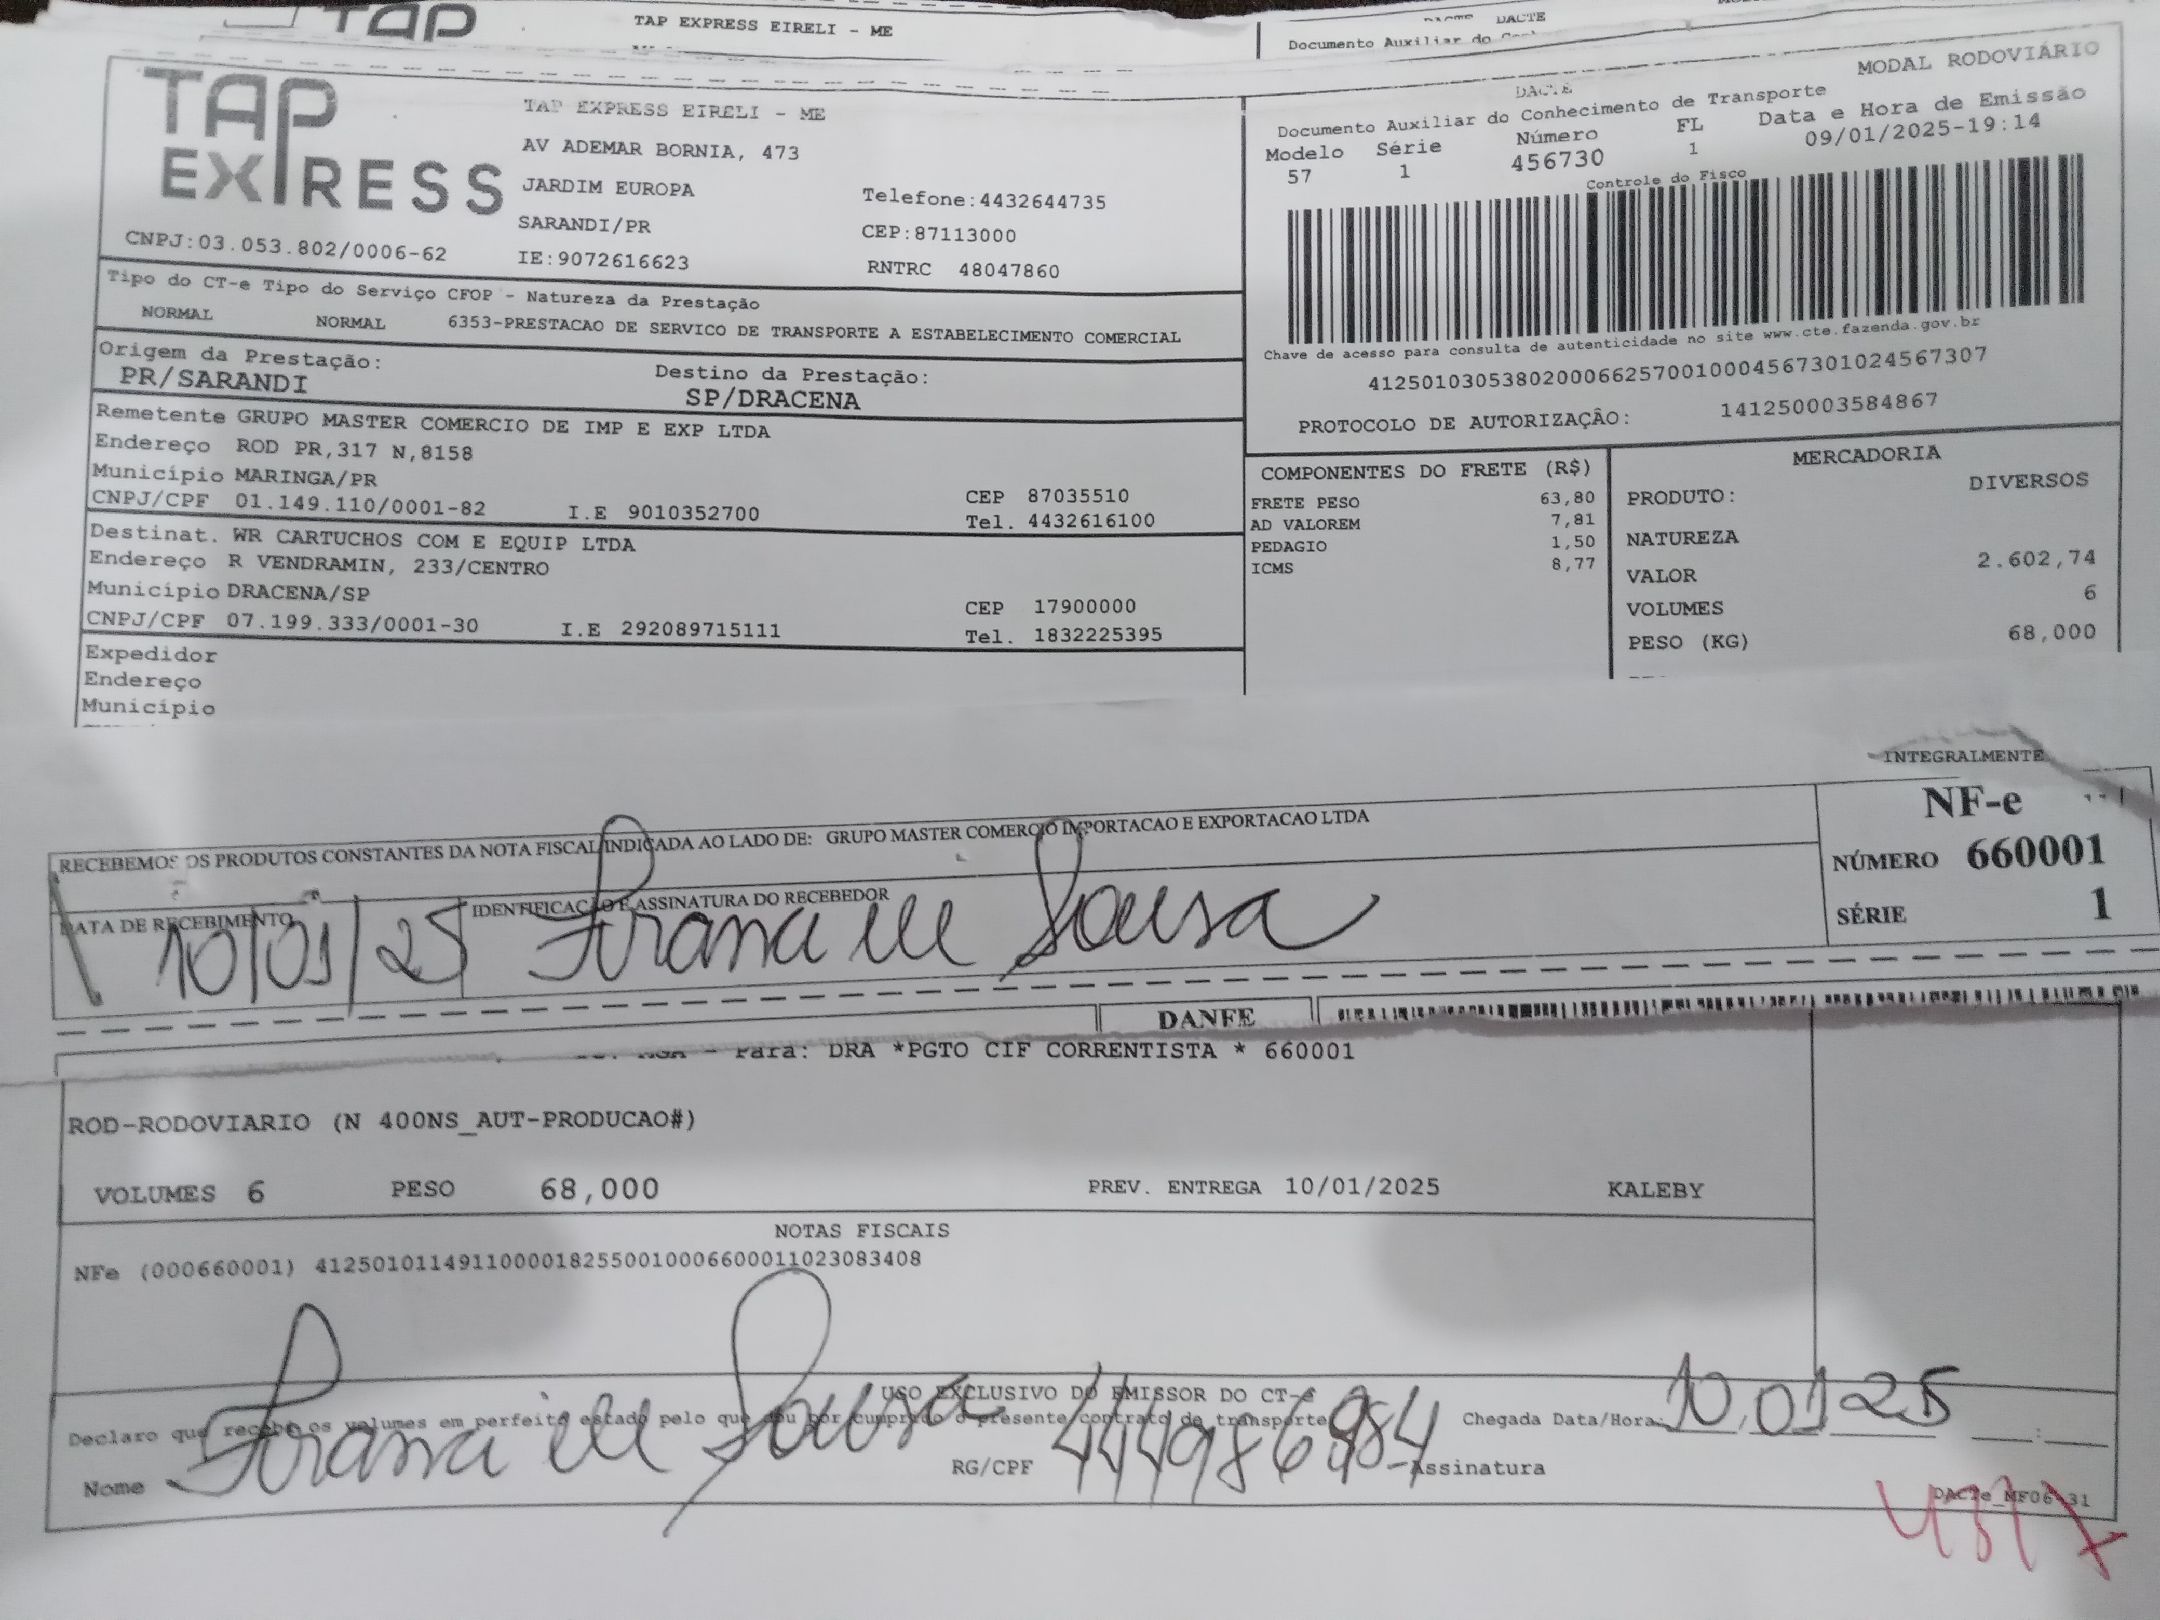 TAP EXPRESS EIRELI - ME
DACTE
TAP
Documento Auxiliar do
MODAL RODOVIÁRIO
TAP EXPRESS
TAP EXPRESS EIRELI - ME
AV ADEMAR BORNIA, 473
JARDIM EUROPA Telefone:4432644735
SARANDI/PR CEP:87113000
CNPJ:03.053.802/0006-62 IE:9072616623 RNTRC 48047860
DACTE
Documento Auxiliar do Conhecimento de Transporte
Modelo Série Número FL Data e Hora de Emissão
57 1 456730 1 09/01/2025-19:14
Controle do Fisco
Chave de acesso para consulta de autenticidade no site www.cte.fazenda.gov.br
41250103053802000662570010004567301024567307
PROTOCOLO DE AUTORIZAÇÂO: 141250003584867
Tipo do CT-e Tipo do Serviço CFOP - Natureza da Prestação
NORMAL NORMAL 6353-PRESTACAO DE SERVICO DE TRANSPORTE A ESTABELECIMENTO COMERCIAL
Origem da Prestação: Destino da Prestação:
PR/SARANDI SP/DRACENA
Remetente GRUPO MASTER COMERCIO DE IMP E EXP LTDA
Endereço ROD PR,317 N,8158
Município MARINGA/PR CEP 87035510
CNPJ/CPF 01.149.110/0001-82 I.E 9010352700 Tel. 4432616100
Destinat. WR CARTUCHOS COM E EQUIP LTDA
Endereço R VENDRAMIN, 233/CENTRO
Município DRACENA/SP CEP 17900000
CNPJ/CPF 07.199.333/0001-30 I.E 292089715111 Tel. 1832225395
Expedidor
Endereço
Município
COMPONENTES DO FRETE (R$)
FRETE PESO 63,80
AD VALOREM 7,81
PEDAGIO 1,50
ICMS 8,77
MERCADORIA
PRODUTO: DIVERSOS
NATUREZA
VALOR 2.602,74
VOLUMES 6
PESO (KG) 68,000
INTEGRALMENTE
RECEBEMOS OS PRODUTOS CONSTANTES DA NOTA FISCAL INDICADA AO LADO DE: GRUPO MASTER COMERCIO IMPORTACAO E EXPORTACAO LTDA
NF-e
NÚMERO 660001
SÉRIE 1
DATA DE RECEBIMENTO IDENTIFICAÇÃO E ASSINATURA DO RECEBEDOR
10/01/25 Sousa
DANFE
Para: DRA *PGTO CIF CORRENTISTA * 660001
ROD-RODOVIARIO (N 400NS_AUT-PRODUCAO#)
VOLUMES 6 PESO 68,000 PREV. ENTREGA 10/01/2025 KALEBY
NOTAS FISCAIS
NFe (000660001) 41250101149110000182550010006600011023083408
USO EXCLUSIVO DO EMISSOR DO CT-e
Declaro que recebi os volumes em perfeito estado pelo que dou por cumprido o presente contrato de transporte Chegada Data/Hora: 10 01 25
Nome Sousa RG/CPF Assinatura